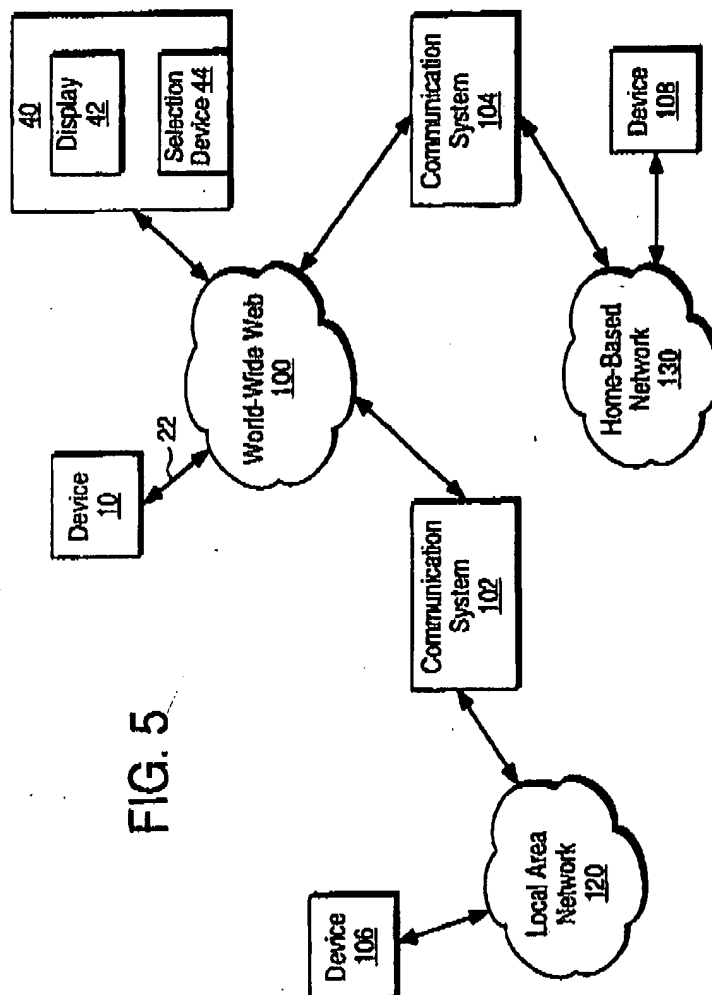 FIG. 5
Device
10
22
40
Display
42
Selection
Device 44
World-Wide Web
100
Communication
System
102
Communication
System
104
Device
106
Local Area
Network
120
Home-Based
Network
130
Device
108